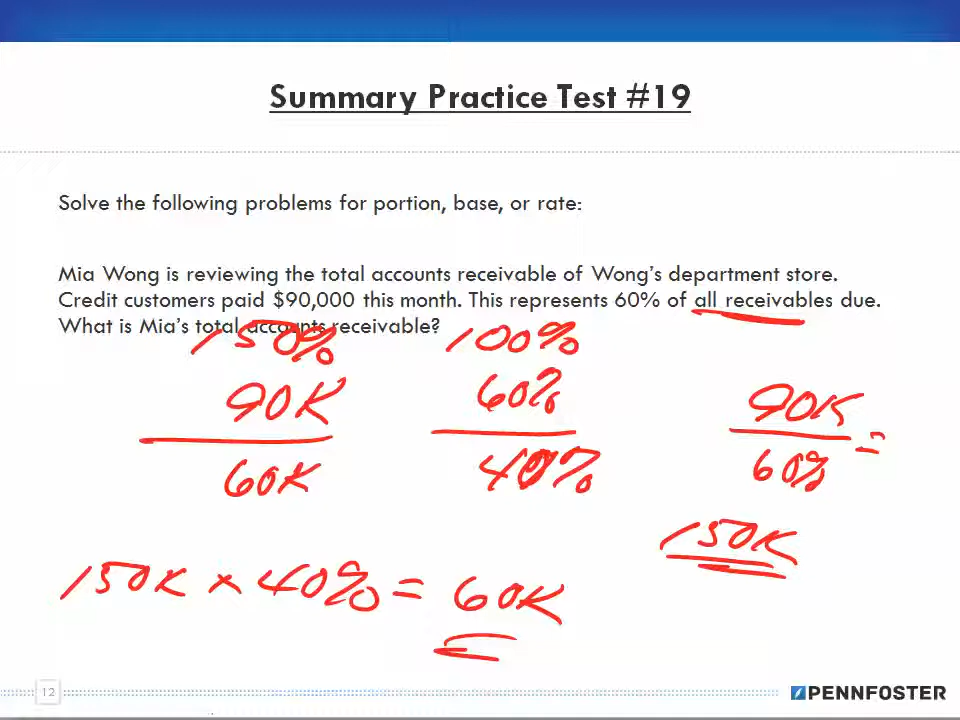 Summary Practice Test #19
Solve the following problems for portion, base, or rate:
Mia Wong is reviewing the total accounts receivable of Wong's department store.
Credit customers paid $90,000 this month. This represents 60% of all receivables due.
What is Mia's total accounts receivable?
150% 100%
90K 60% 90K =
60K 40% 60%
150K
150K × 40% = 60K
12
PENNFOSTER